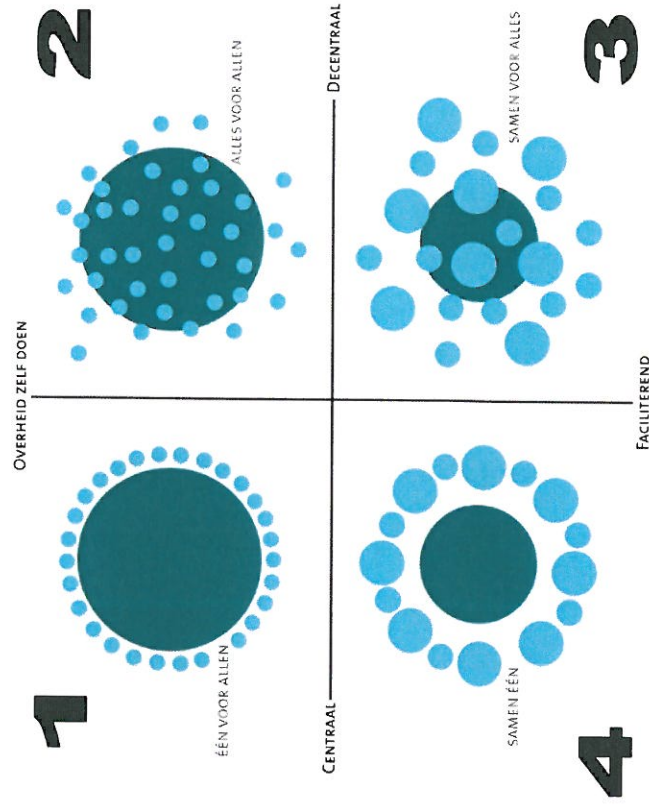 OVERHEID ZELF DOEN
1
2
ÉÉN VOOR ALLEN
ALLES VOOR ALLEN
CENTRAAL
DECENTRAAL
SAMEN ÉÉN
SAMEN VOOR ALLES
4
3
FACILITEREND